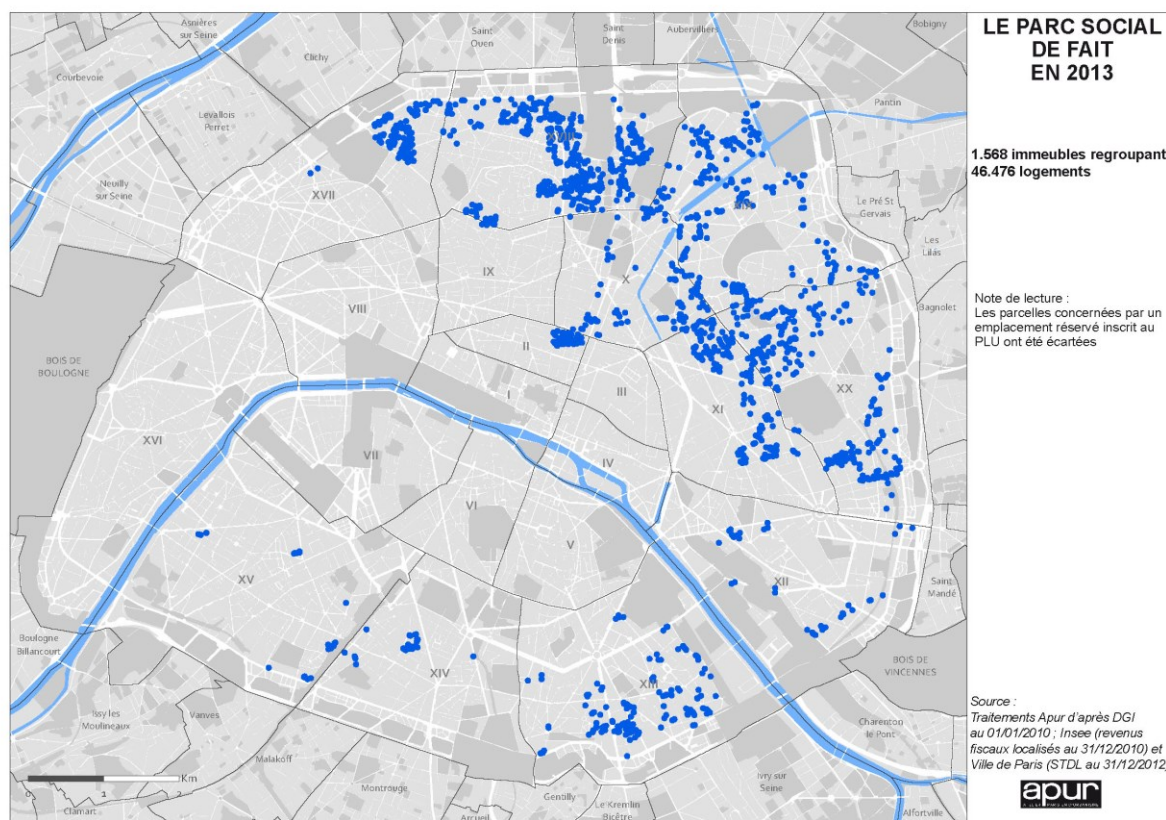 LE PARC SOCIAL
DE FAIT
EN 2013
1.568 immeubles regroupant
46.476 logements
Note de lecture :
Les parcelles concernées par un
emplacement réservé inscrit au
PLU ont été écartées
Source :
Traitements Apur d'après DGI
au 01/01/2010 ; Insee (revenus
fiscaux localisés au 31/12/2010) et
Ville de Paris (STDL au 31/12/2012)
apur
Asnières
sur Seine
Courbevoie
Clichy
Saint
Ouen
Saint
Denis
Aubervilliers
Bobigny
Levallois
Perret
Pantin
Neuilly
sur Seine
XVII
XVIII
XIX
Le Pré St
Gervais
Les
Lilas
IX
X
VIII
Bagnolet
II
BOIS DE
BOULOGNE
I
III
XI
XX
XVI
VII
IV
VI
V
XV
XII
Saint
Mandé
Boulogne
Billancourt
XIV
XIII
BOIS DE
VINCENNES
Issy les
Moulineaux
Vanves
Charenton
le Pont
Malakoff
0
1
2
Km
Montrouge
Ivry sur
Seine
Clamart
Arcueil
Gentilly
Le Kremlin
Bicêtre
Alfortville